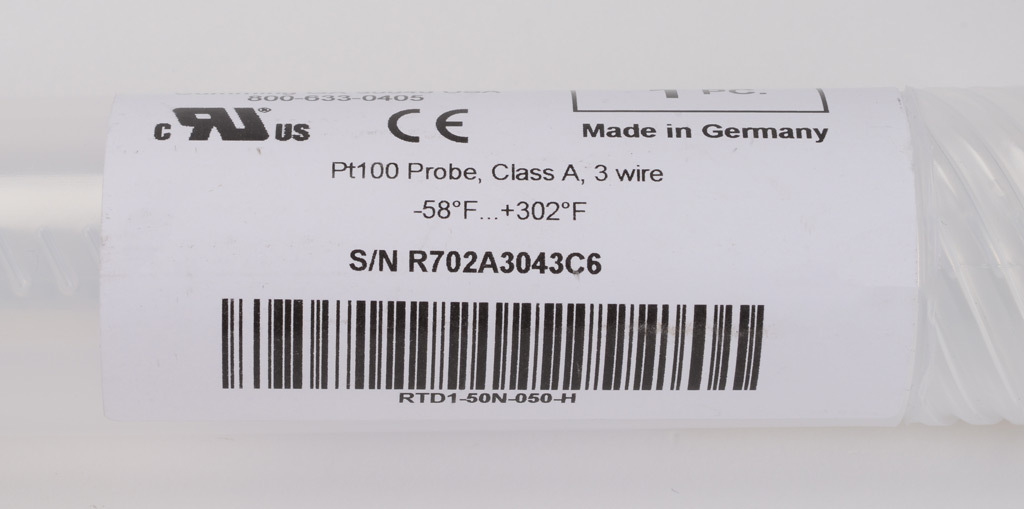 800-633-0405
c RU® US CE
1 PC.
Made in Germany
Pt100 Probe, Class A, 3 wire
-58°F...+302°F
S/N R702A3043C6
RTD1-50N-050-H